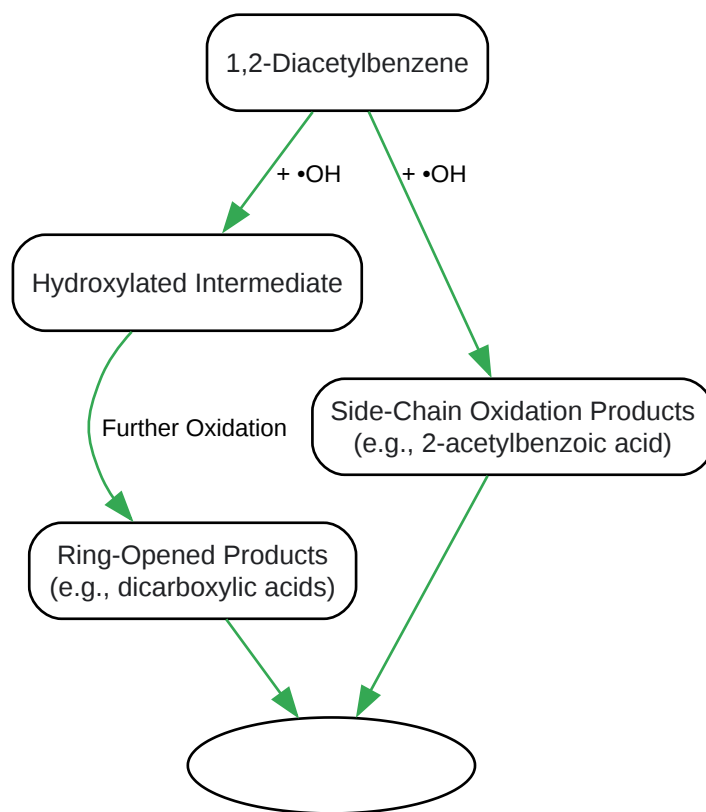 1,2-Diacetylbenzene
+ •OH
+ •OH
Hydroxylated Intermediate
Side-Chain Oxidation Products
(e.g., 2-acetylbenzoic acid)
Further Oxidation
Ring-Opened Products
(e.g., dicarboxylic acids)